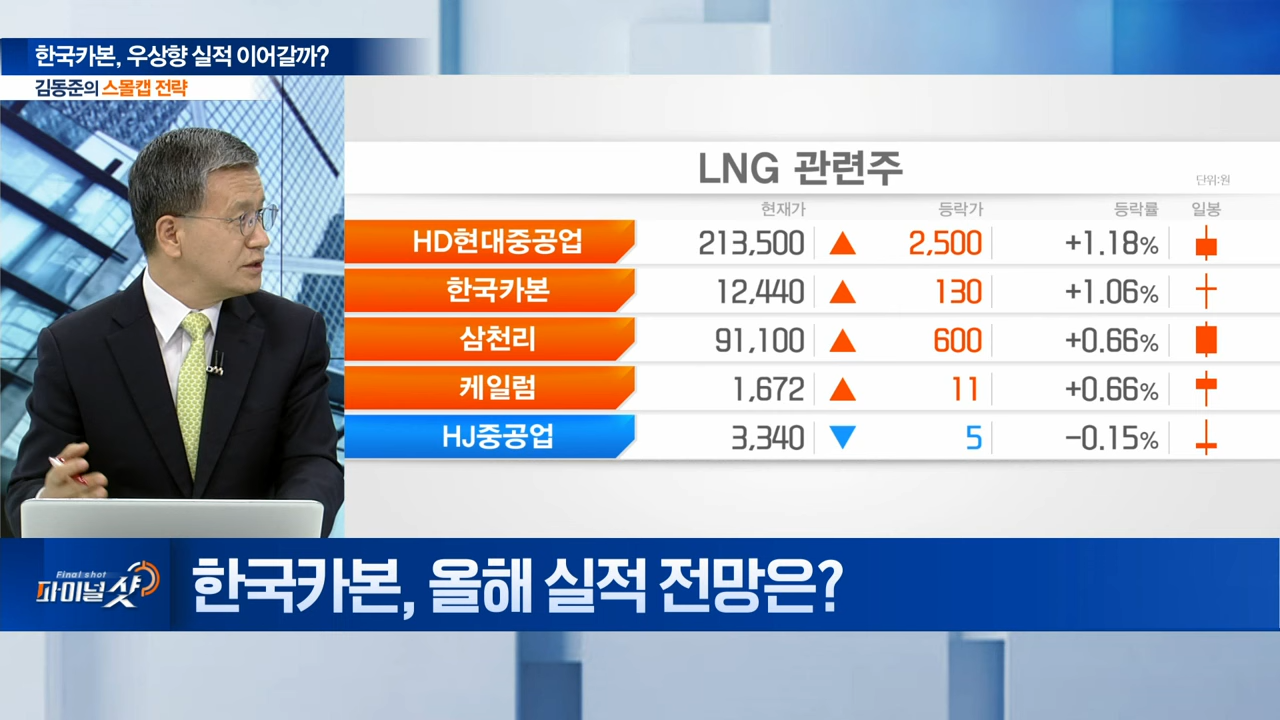 한국카본, 우상향 실적 이어갈까?
김동준의 스몰캡 전략
LNG 관련주
단위:원
현재가 등락가 등락률 일봉
HD현대중공업 213,500 ▲ 2,500 +1.18%
한국카본 12,440 ▲ 130 +1.06%
삼천리 91,100 ▲ 600 +0.66%
케일럼 1,672 ▲ 11 +0.66%
HJ중공업 3,340 ▼ 5 -0.15%
Final shot
파이널샷
한국카본, 올해 실적 전망은?